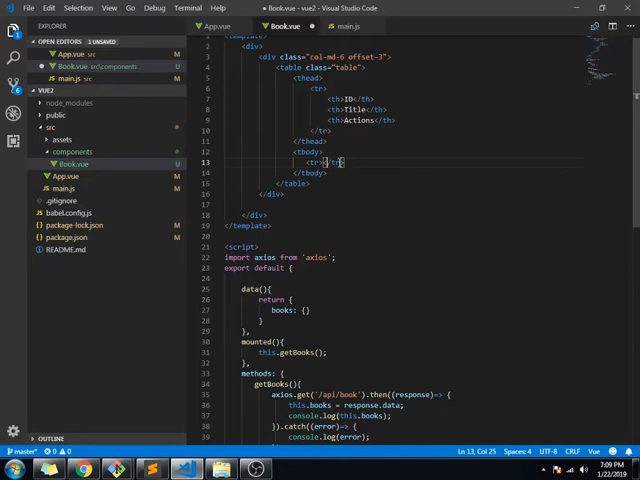 File Edit Selection View Go Debug Terminal Help
Book.vue - vue2 - Visual Studio Code
EXPLORER
App.vue
Book.vue
main.js
OPEN EDITORS 1 UNSAVED
App.vue src M
Book.vue src\components U
main.js src M
VUE2
node_modules
public
src
assets
components
Book.vue U
App.vue M
main.js M
.gitignore
babel.config.js
package-lock.json M
package.json M
README.md
OUTLINE
1 <template>
2 <div>
3 <div class="col-md-6 offset-3">
4 <table class="table">
5 <thead>
6 <tr>
7 <th>ID</th>
8 <th>Title</th>
9 <th>Actions</th>
10 </tr>
11 </thead>
12 <tbody>
13 <tr></tr>
14 </tbody>
15 </table>
16 </div>
17
18 </div>
19 </template>
20
21 <script>
22 import axios from 'axios';
23 export default {
24
25 data(){
26 return {
27 books: {}
28 }
29 },
30 mounted(){
31 this.getBooks();
32 },
33 methods: {
34 getBooks(){
35 axios.get('/api/book').then((response)=> {
36 this.books = response.data;
37 console.log(this.books);
38 }).catch((error)=> {
39 console.log(error);
master* 0 0
Ln 13, Col 25 Spaces: 4 UTF-8 CRLF Vue
7:09 PM
1/22/2019